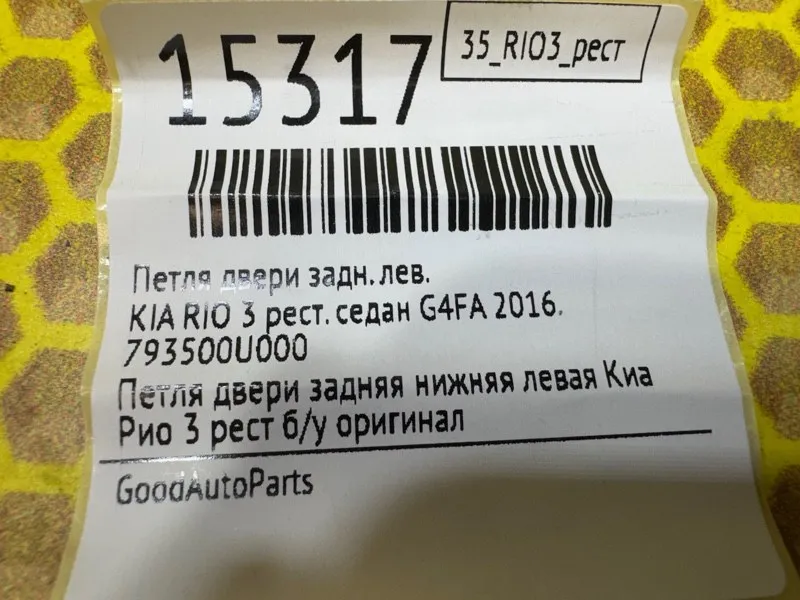 15317
35_RIO3_рест
Петля двери задн. лев.
KIA RIO 3 рест. седан G4FA 2016.
793500U000
Петля двери задняя нижняя левая Киа
Рио 3 рест б/у оригинал
GoodAutoParts